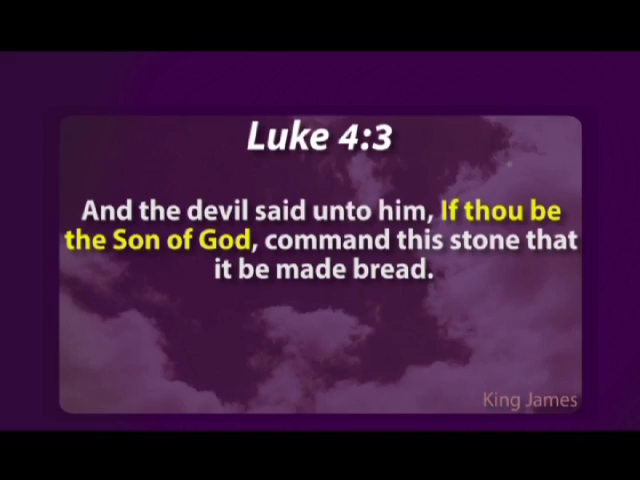 Luke 4:3
And the devil said unto him, If thou be
the Son of God, command this stone that
it be made bread.
King James